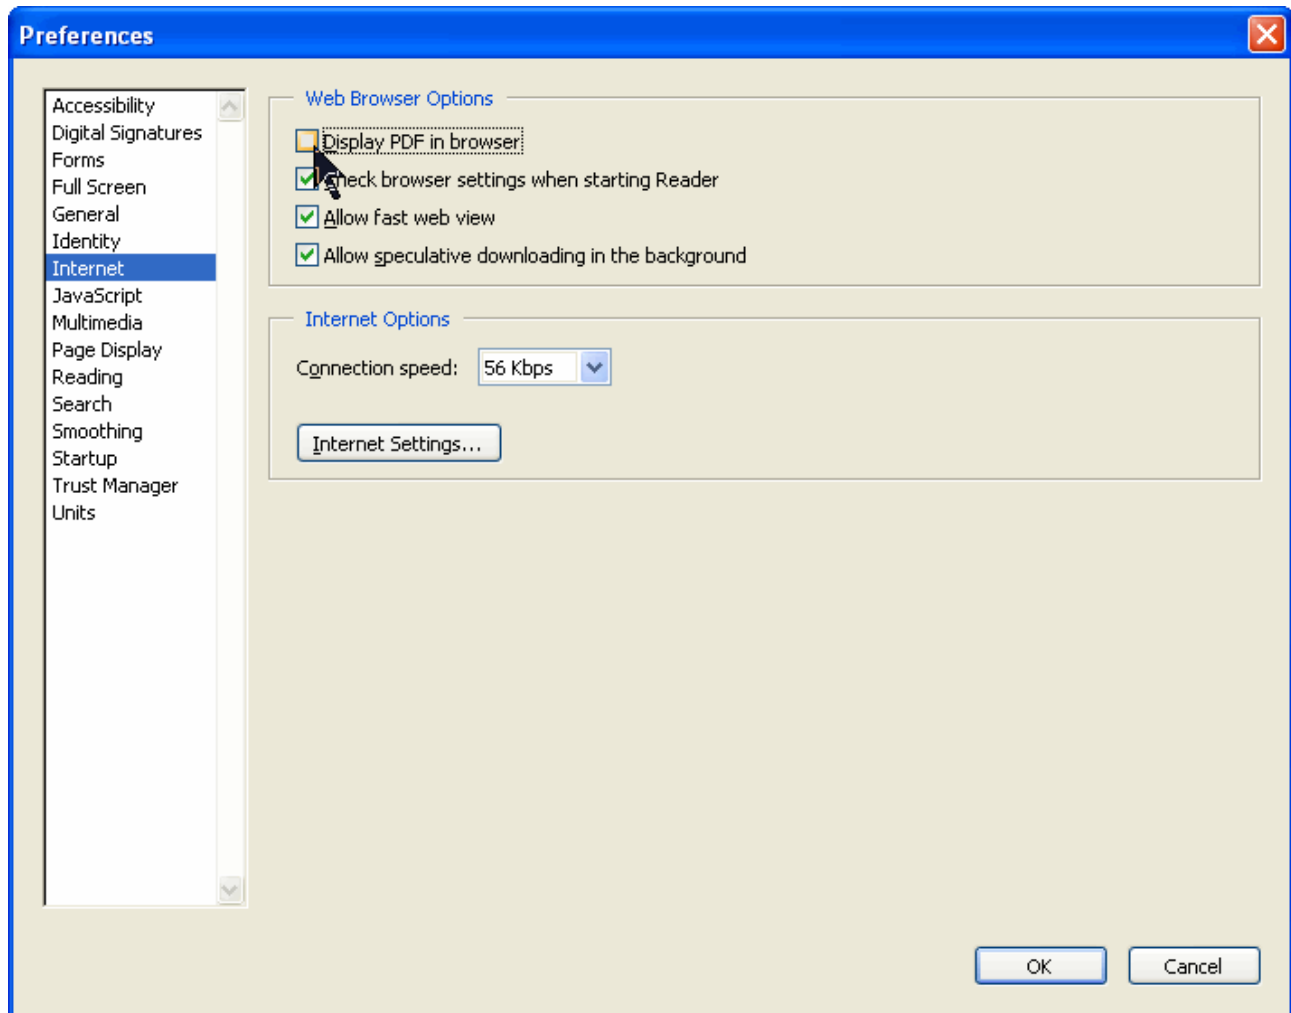 Preferences
Accessibility
Digital Signatures
Forms
Full Screen
General
Identity
Internet
JavaScript
Multimedia
Page Display
Reading
Search
Smoothing
Startup
Trust Manager
Units
Web Browser Options
Display PDF in browser
Check browser settings when starting Reader
Allow fast web view
Allow speculative downloading in the background
Internet Options
Connection speed: 56 Kbps
Internet Settings...
OK Cancel